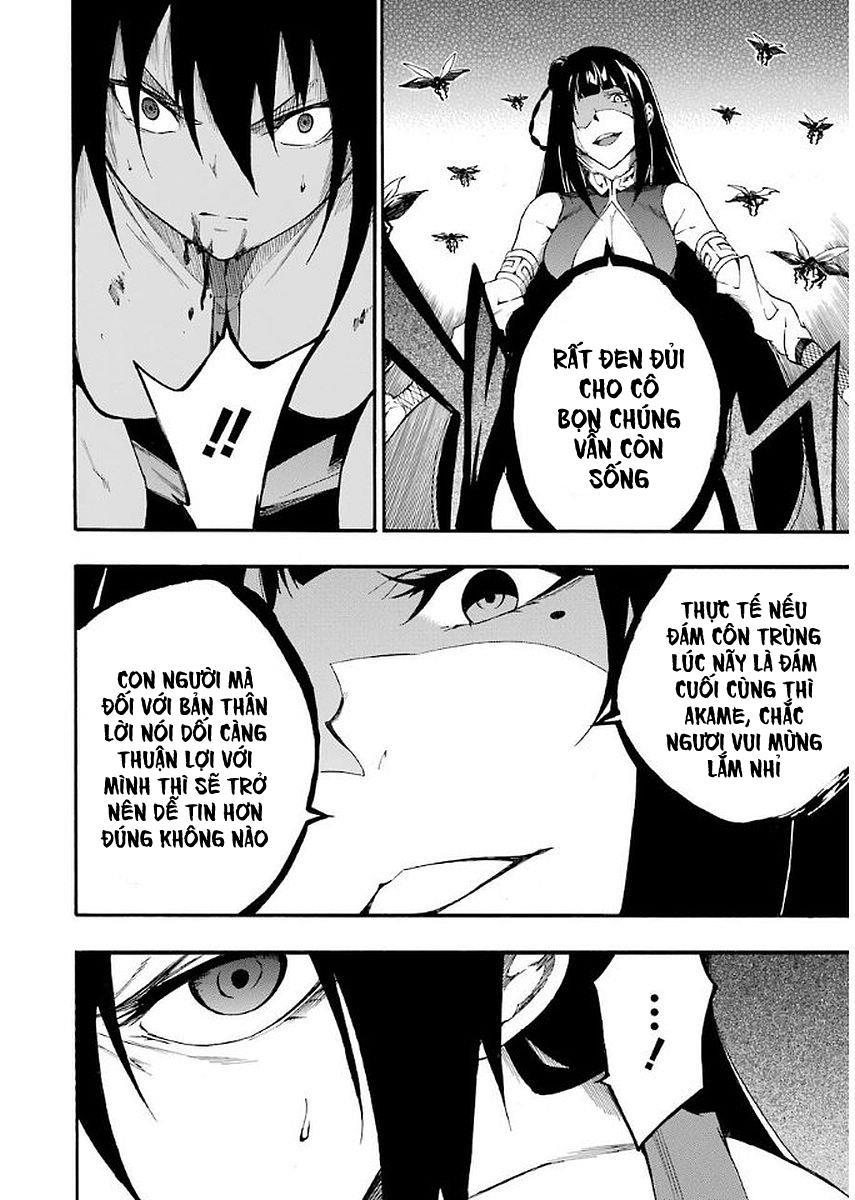 RẤT ĐEN ĐỦI
CHO CÔ
BỌN CHÚNG
VẪN CÒN
SỐNG
!!
THỰC TẾ NẾU
ĐÁM CÔN TRÙNG
LÚC NÃY LÀ ĐÁM
CUỐI CÙNG THÌ
AKAME, CHẮC
NGƯƠI VUI MỪNG
LẮM NHỈ
CON NGƯỜI MÀ
ĐỐI VỚI BẢN THÂN
LỜI NÓI DỐI CÀNG
THUẬN LỢI VỚI
MÌNH THÌ SẼ TRỞ
NÊN DỄ TIN HƠN
ĐÚNG KHÔNG NÀO
...!